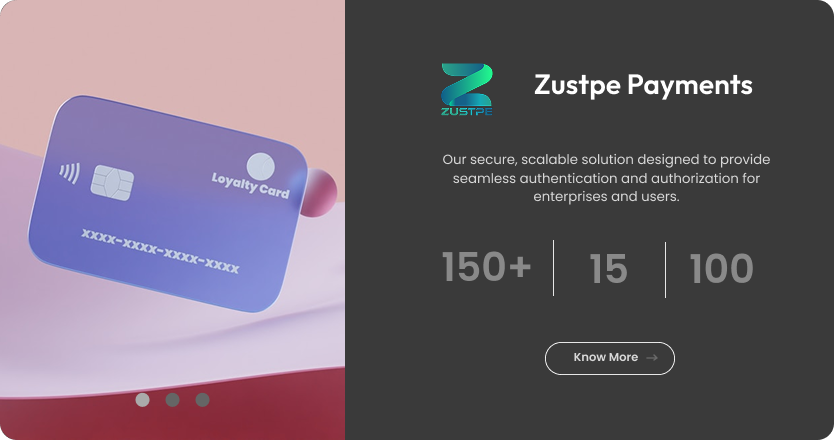 Loyalty Card
xxxx-xxxx-xxxx-xxxx
ZUSTPE
Zustpe Payments
Our secure, scalable solution designed to provide
seamless authentication and authorization for
enterprises and users.
150+
15
100
Know More →